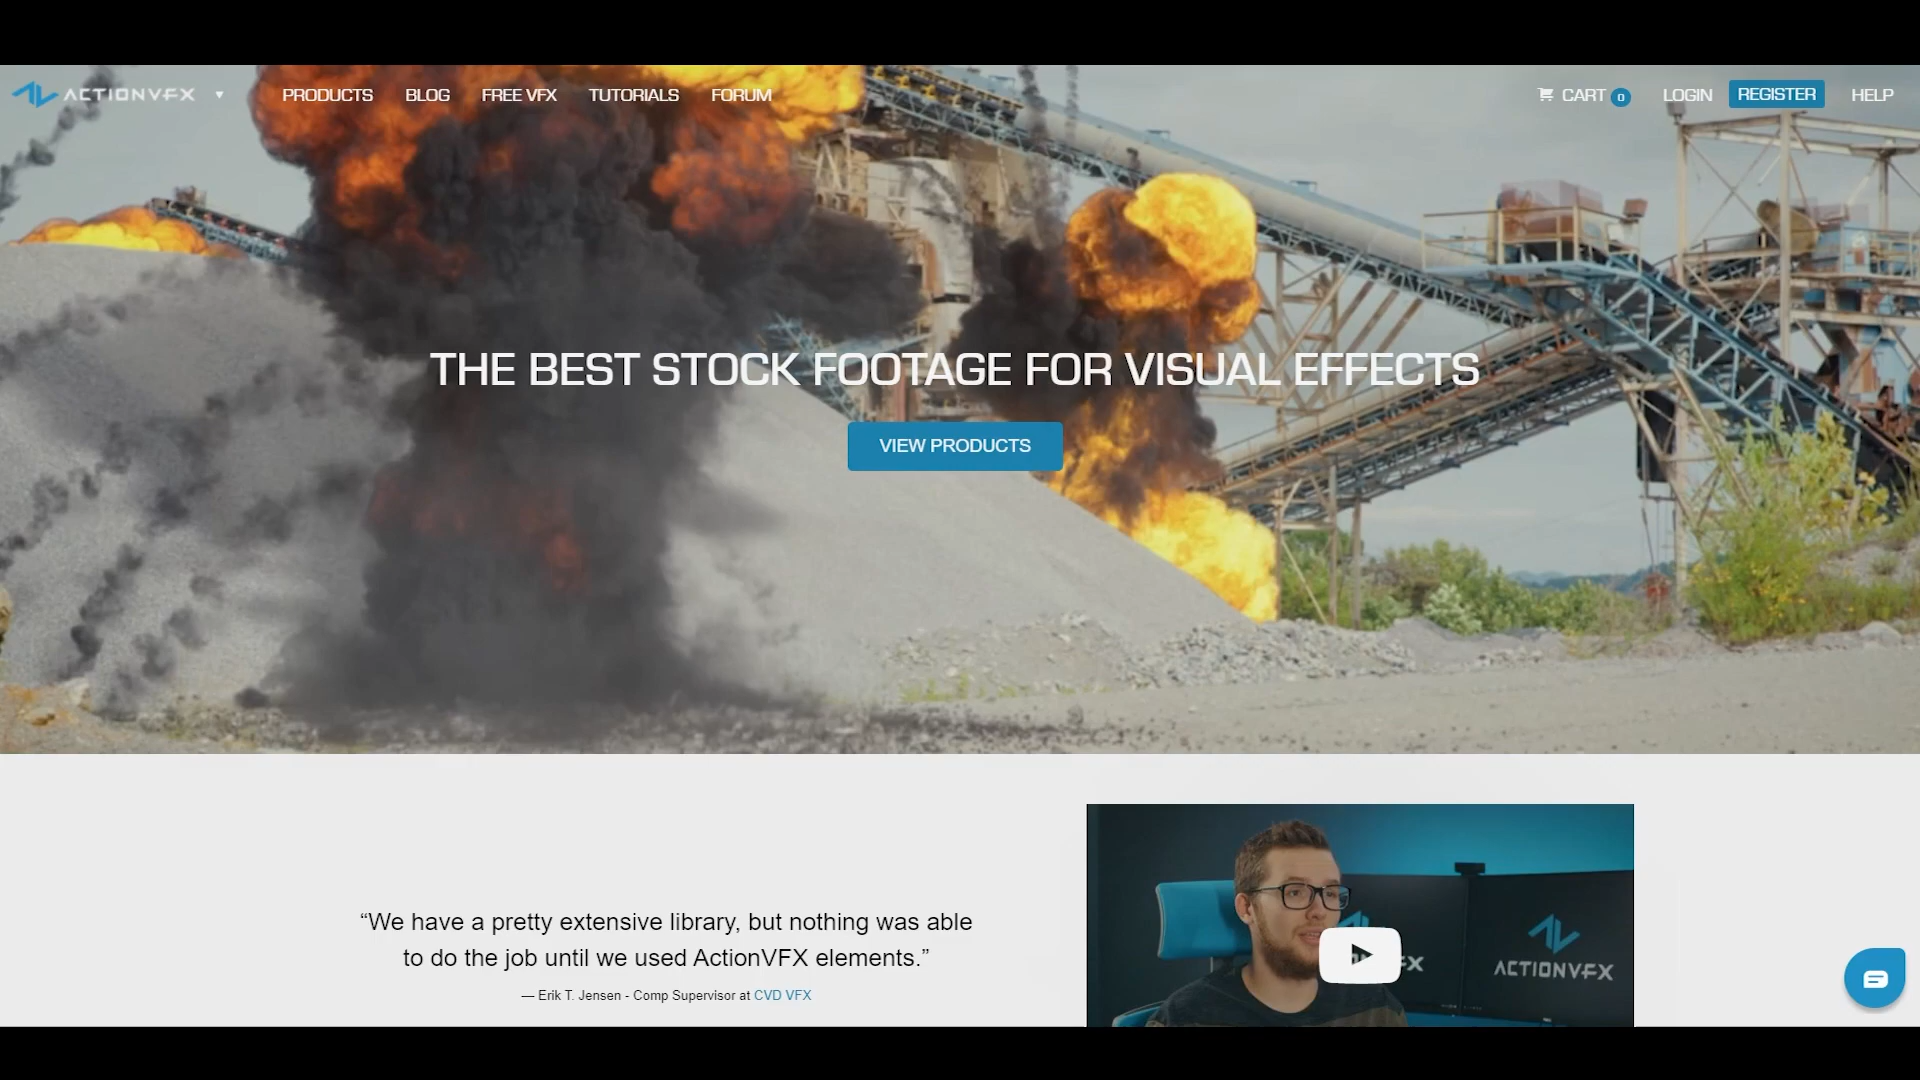 ACTIONVFX
PRODUCTS
BLOG
FREE VFX
TUTORIALS
FORUM
CART 0
LOGIN
REGISTER
HELP
THE BEST STOCK FOOTAGE FOR VISUAL EFFECTS
VIEW PRODUCTS
“We have a pretty extensive library, but nothing was able
to do the job until we used ActionVFX elements.”
— Erik T. Jensen - Comp Supervisor at CVD VFX
ACTIONVFX